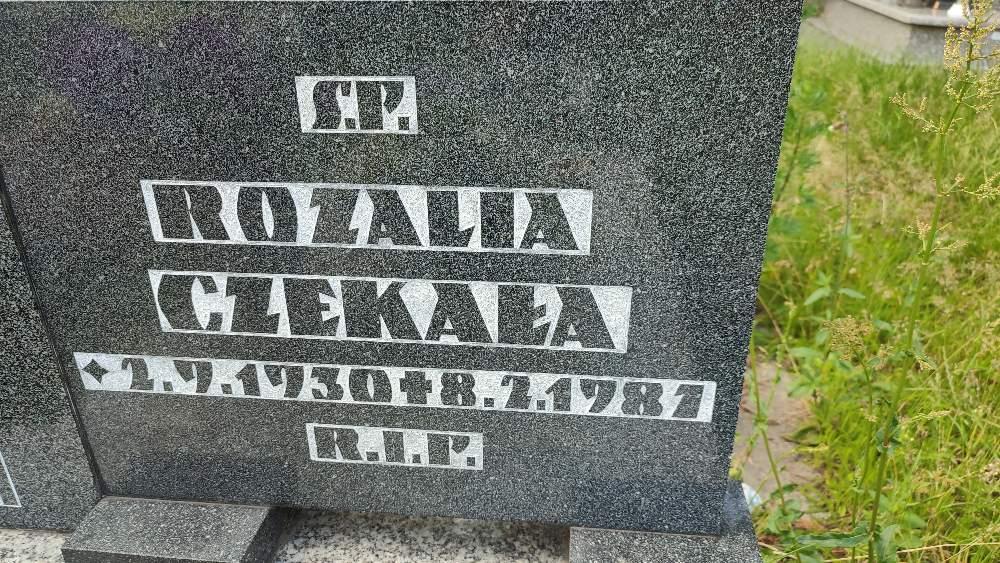 Ś.P.
ROZALIA
CZEKAŁA
✦ 2.9.1930 ✝ 8.2.1987
R.I.P.